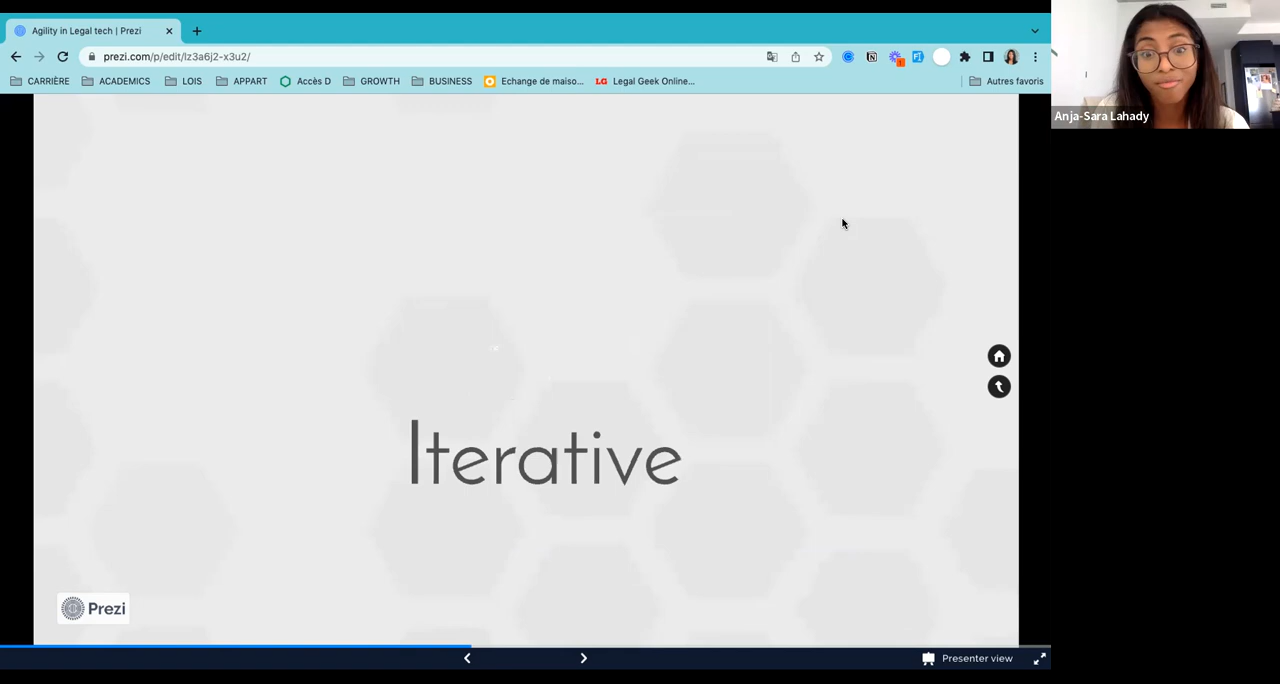 Agility in Legal tech | Prezi
prezi.com/p/edit/lz3a6j2-x3u2/
CARRIÈRE ACADEMICS LOIS APPART Accès D GROWTH BUSINESS Echange de maiso... LG Legal Geek Online... Autres favoris
Anja-Sara Lahady
Iterative
Prezi
Presenter view